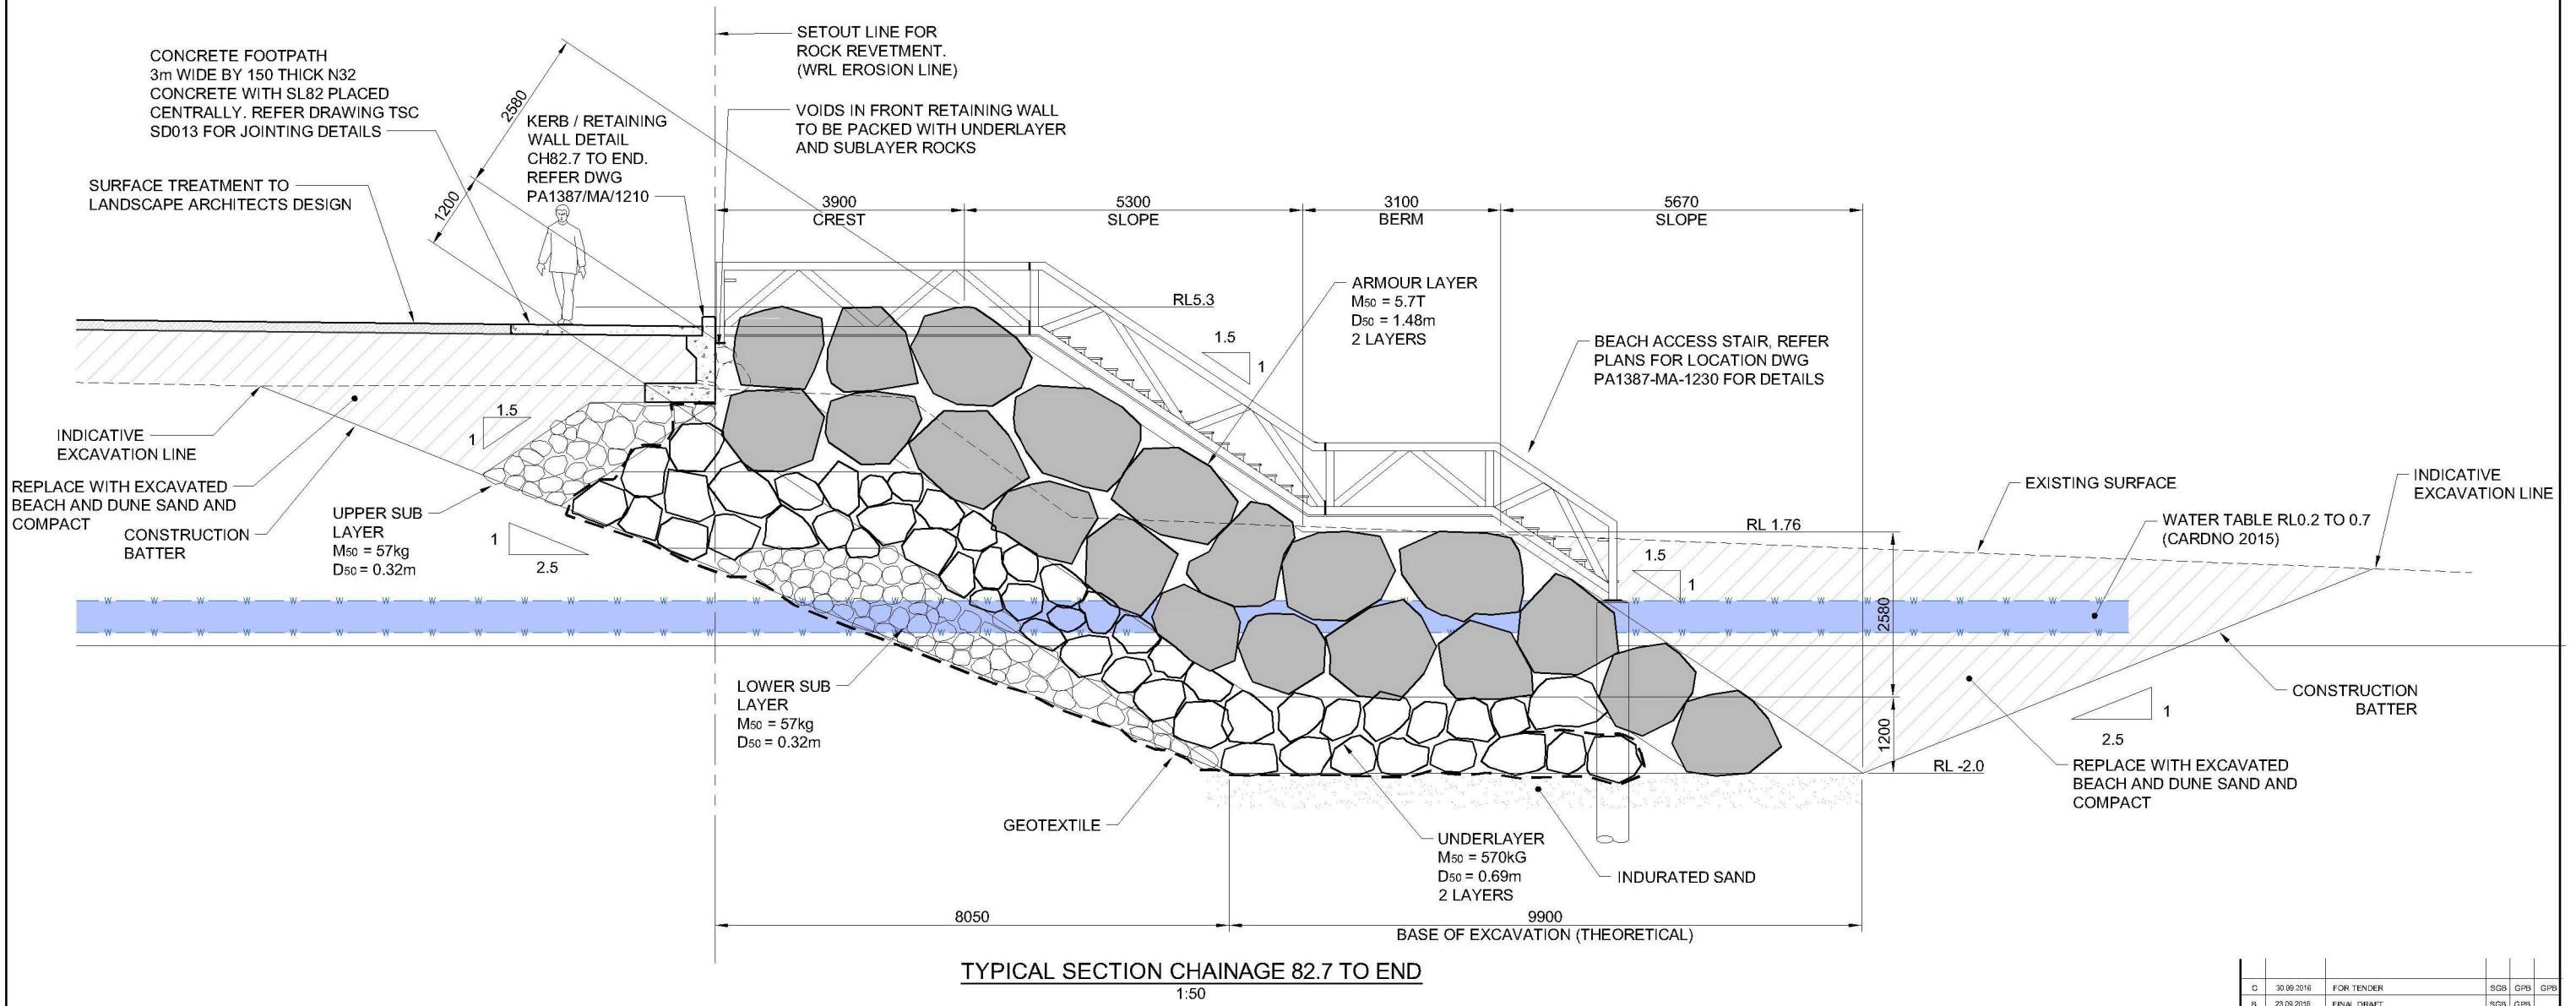 SETOUT LINE FOR
ROCK REVETMENT.
(WRL EROSION LINE)
CONCRETE FOOTPATH
3m WIDE BY 150 THICK N32
CONCRETE WITH SL82 PLACED
CENTRALLY. REFER DRAWING TSC
SD013 FOR JOINTING DETAILS
2580
1200
KERB / RETAINING
WALL DETAIL
CH82.7 TO END.
REFER DWG
PA1387/MA/1210
VOIDS IN FRONT RETAINING WALL
TO BE PACKED WITH UNDERLAYER
AND SUBLAYER ROCKS
SURFACE TREATMENT TO
LANDSCAPE ARCHITECTS DESIGN
3900
CREST
5300
SLOPE
3100
BERM
5670
SLOPE
RL5.3
1.5
1
ARMOUR LAYER
M50 = 5.7T
D50 = 1.48m
2 LAYERS
BEACH ACCESS STAIR, REFER
PLANS FOR LOCATION DWG
PA1387-MA-1230 FOR DETAILS
1.5
1
INDICATIVE
EXCAVATION LINE
REPLACE WITH EXCAVATED
BEACH AND DUNE SAND AND
COMPACT
CONSTRUCTION
BATTER
UPPER SUB
LAYER
M50 = 57kg
D50 = 0.32m
1
2.5
EXISTING SURFACE
INDICATIVE
EXCAVATION LINE
RL 1.76
WATER TABLE RL0.2 TO 0.7
(CARDNO 2015)
1.5
1
2580
1200
LOWER SUB
LAYER
M50 = 57kg
D50 = 0.32m
CONSTRUCTION
BATTER
1
2.5
RL -2.0
REPLACE WITH EXCAVATED
BEACH AND DUNE SAND AND
COMPACT
GEOTEXTILE
UNDERLAYER
M50 = 570kG
D50 = 0.69m
2 LAYERS
INDURATED SAND
8050
9900
BASE OF EXCAVATION (THEORETICAL)
TYPICAL SECTION CHAINAGE 82.7 TO END
1:50
C 30.09.2016 FOR TENDER SGB GPB GPB
B 23.09.2016 FINAL DRAFT SGB GPB